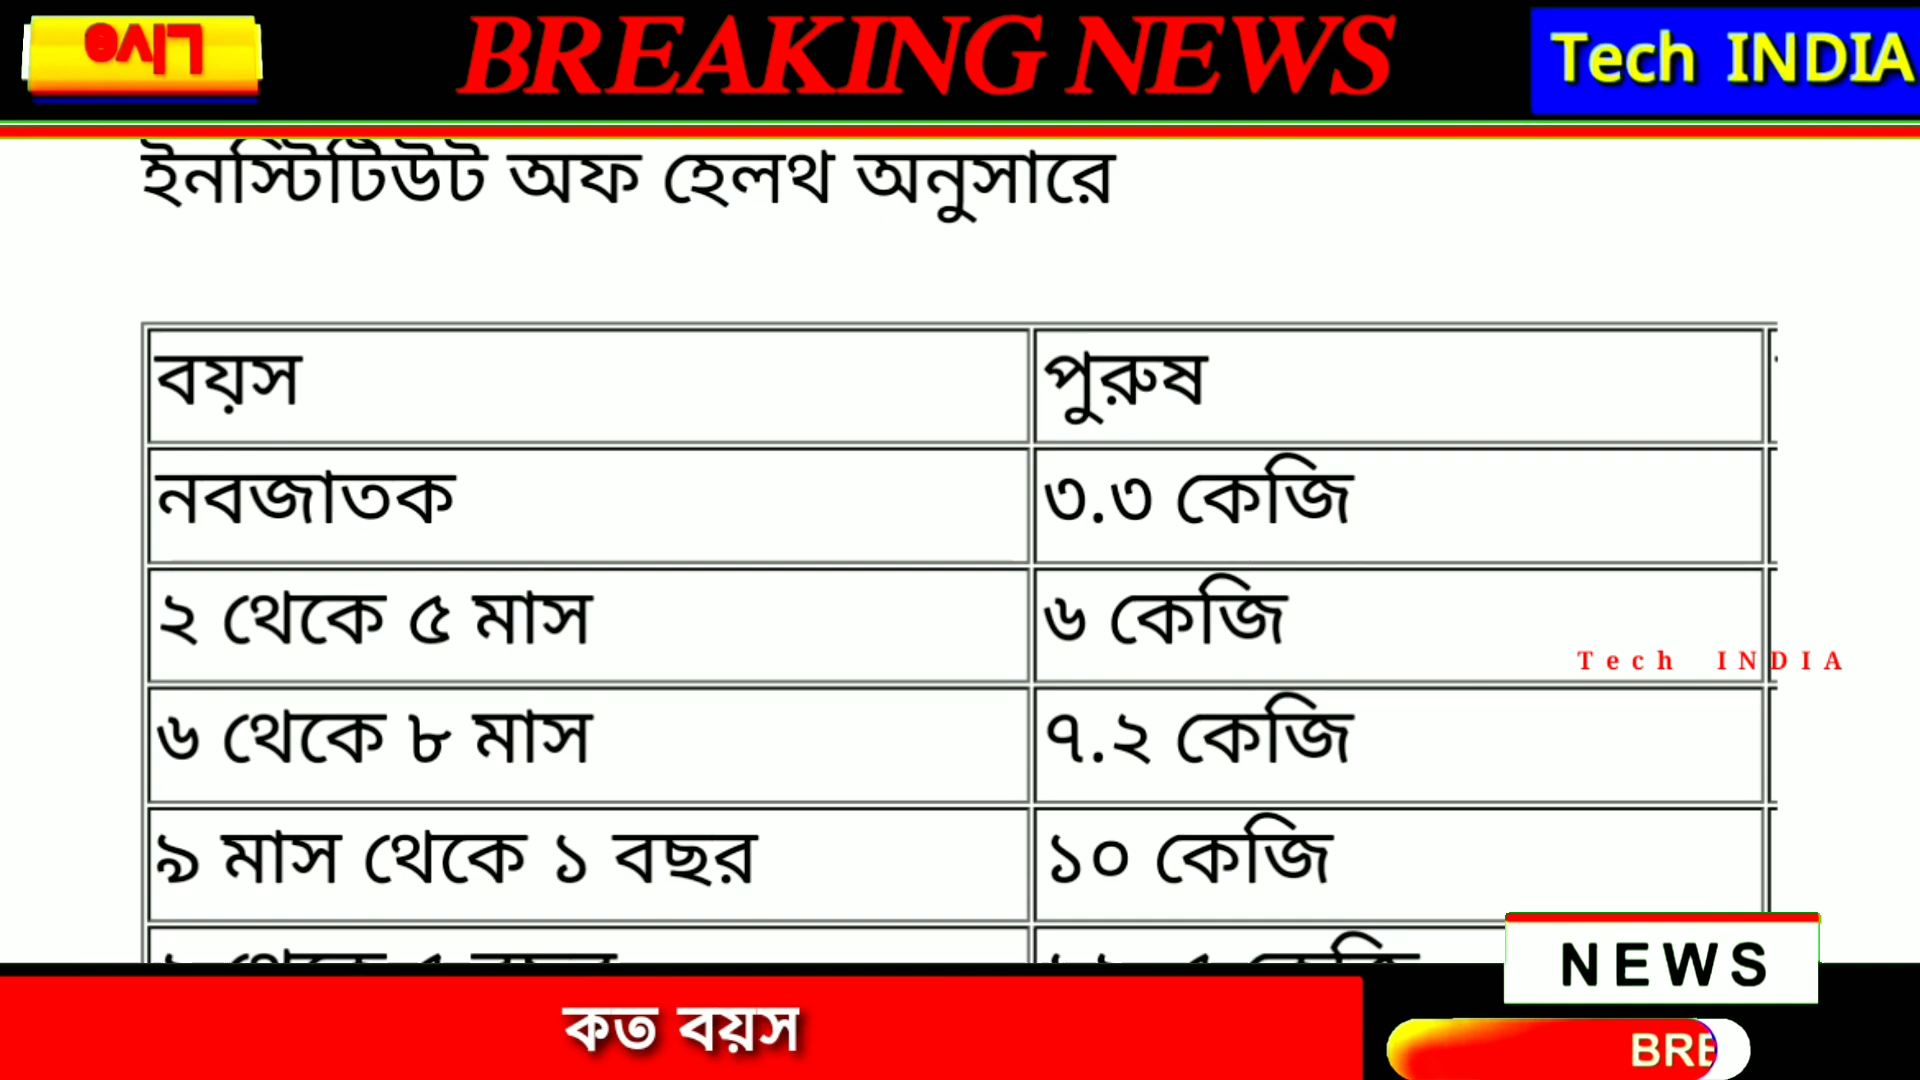 Live
BREAKING NEWS
Tech INDIA
ইনস্টিটিউট অফ হেলথ অনুসারে
বয়স পুরুষ
নবজাতক ৩.৩ কেজি
২ থেকে ৫ মাস ৬ কেজি
Tech INDIA
৬ থেকে ৮ মাস ৭.২ কেজি
৯ মাস থেকে ১ বছর ১০ কেজি
NEWS
কত বয়স
BRE